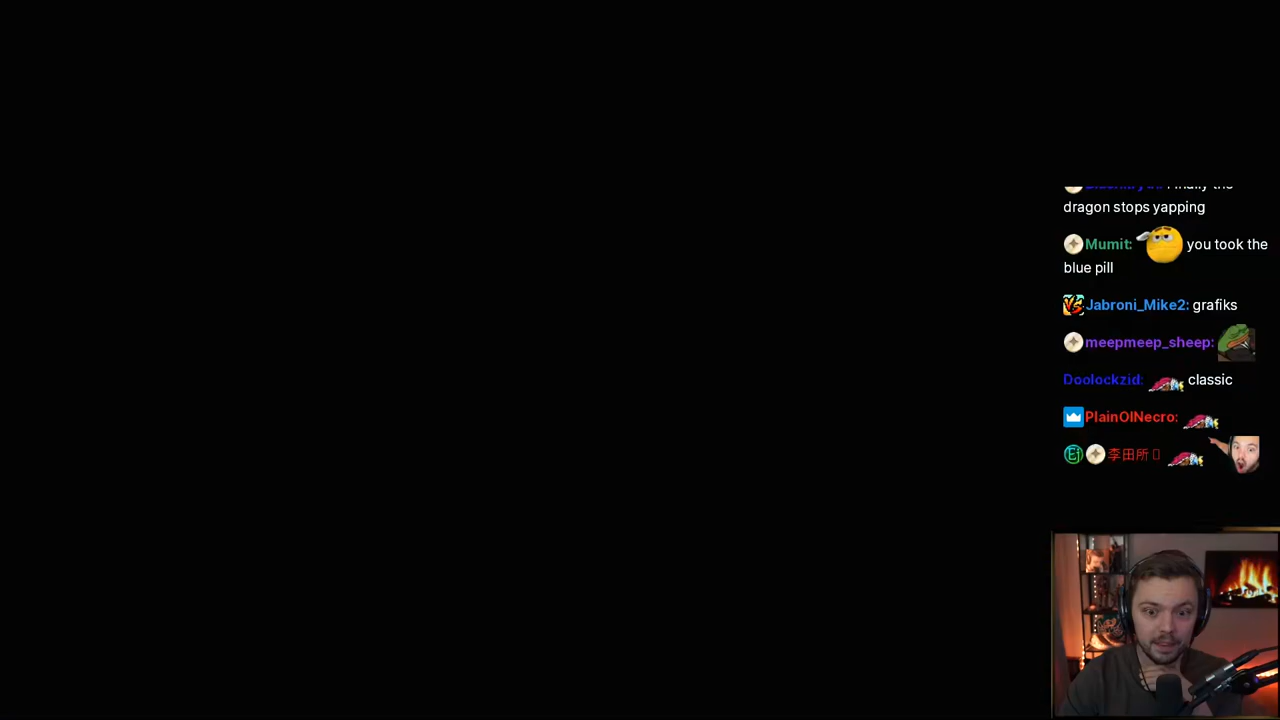 dragon stops yapping
Mumit: you took the
blue pill
Jabroni_Mike2: grafiks
meepmeep_sheep:
Doolockzid: classic
PlainOlNecro:
李田所